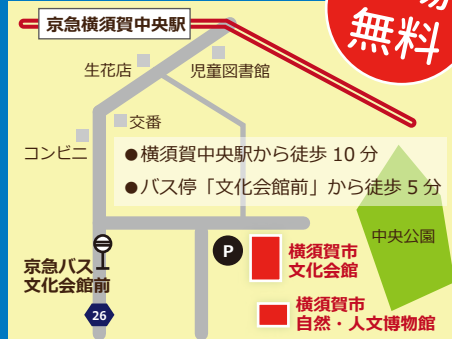 無料
京急横須賀中央駅
生花店
児童図書館
交番
コンビニ
●横須賀中央駅から徒歩 10 分
●バス停「文化会館前」から徒歩 5 分
中央公園
P
横須賀市
文化会館
京急バス
文化会館前
26
横須賀市
自然・人文博物館